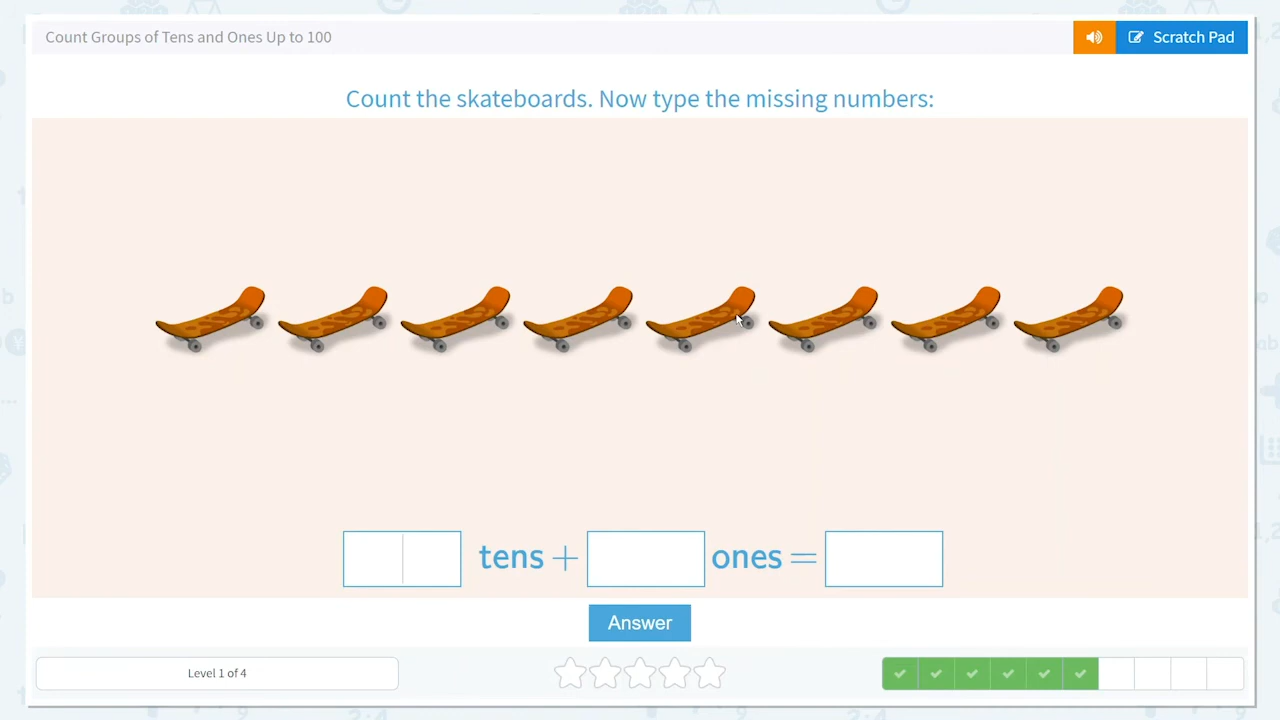 Count Groups of Tens and Ones Up to 100
Scratch Pad
Count the skateboards. Now type the missing numbers:
tens + ones =
Answer
Level 1 of 4